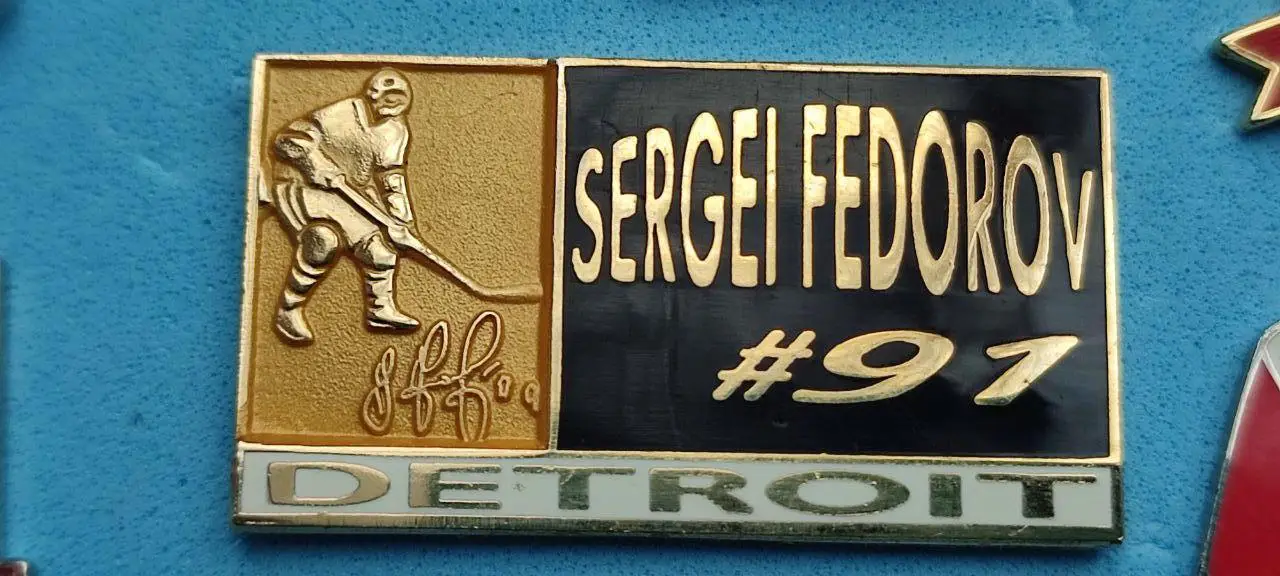 SERGEI FEDOROV
#91
DETROIT